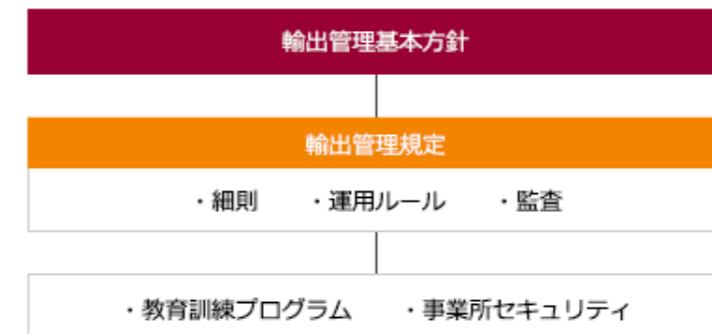 輸出管理基本方針
輸出管理規定
・細則 ・運用ルール ・監査
・教育訓練プログラム ・事業所セキュリティ